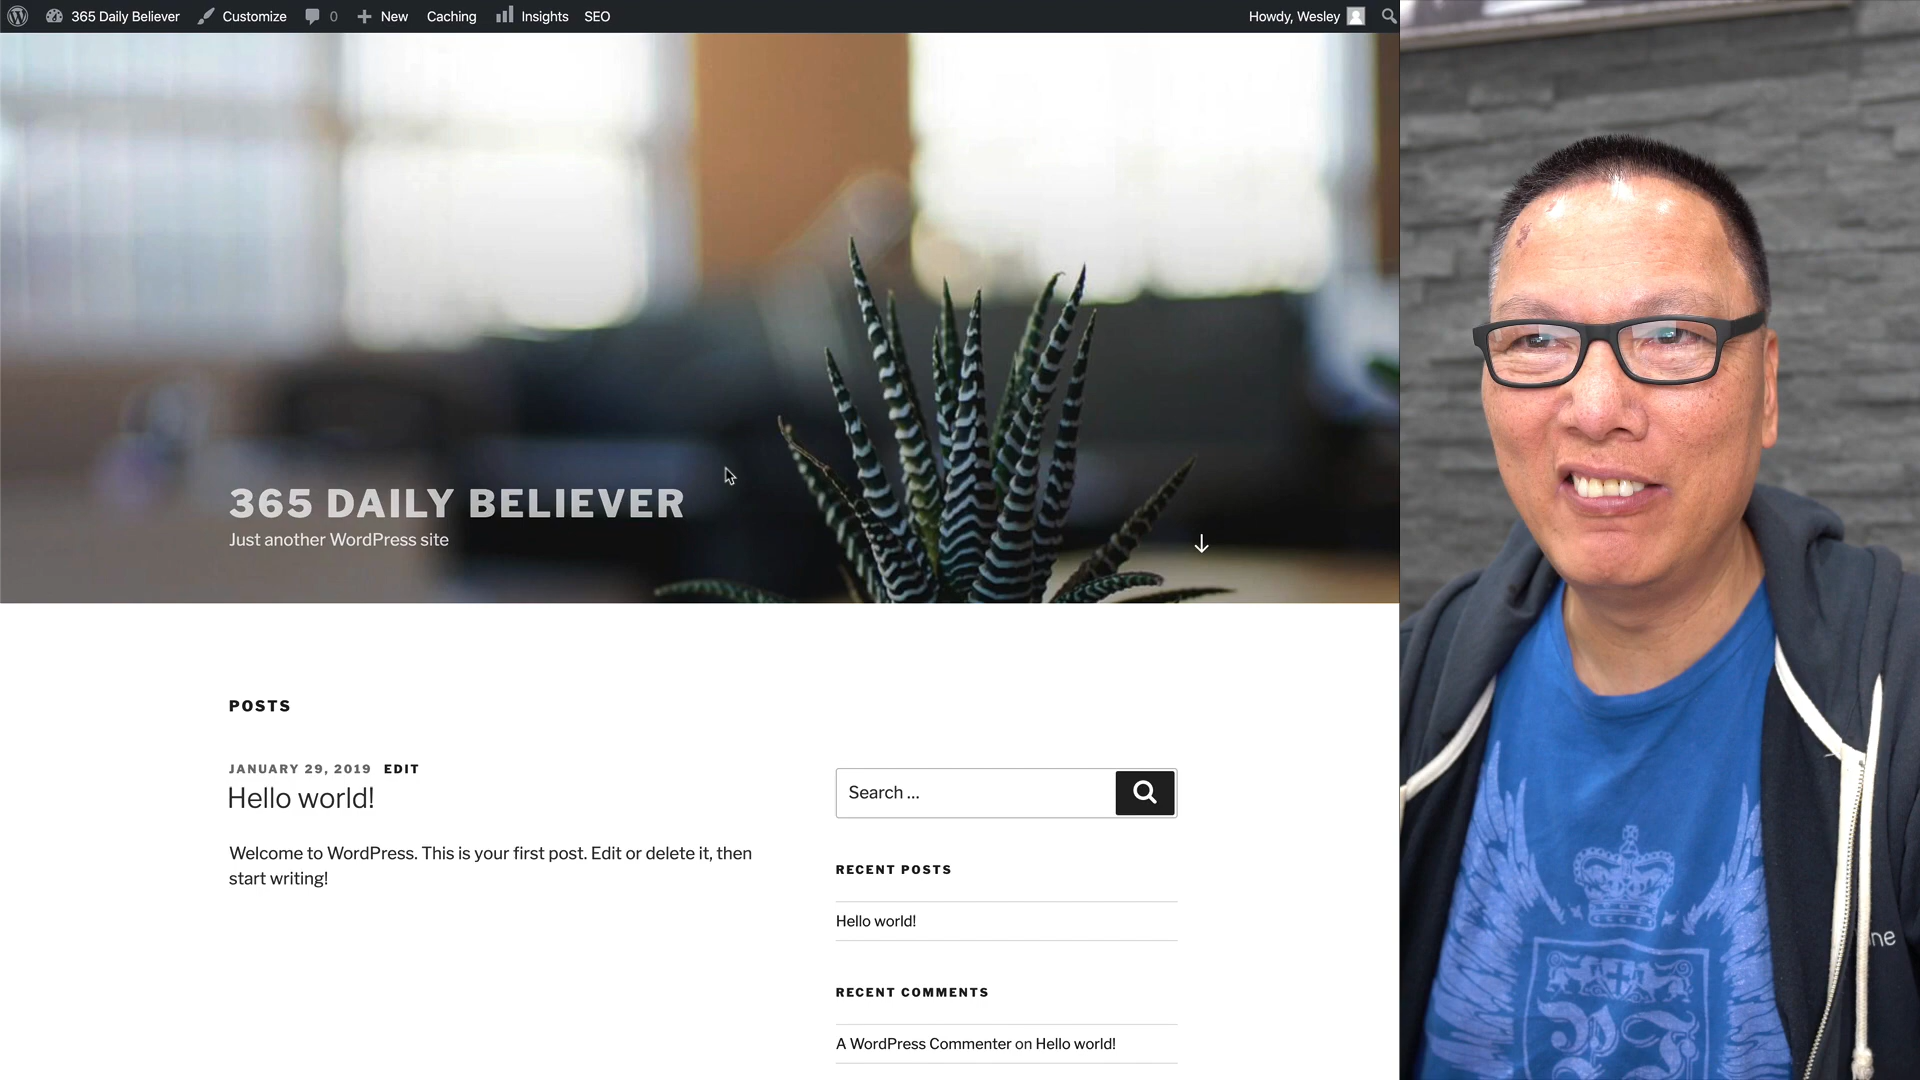 365 Daily Believer Customize 0 New Caching Insights SEO Howdy, Wesley
365 DAILY BELIEVER
Just another WordPress site
POSTS
JANUARY 29, 2019 EDIT
Hello world!
Welcome to WordPress. This is your first post. Edit or delete it, then
start writing!
Search ...
RECENT POSTS
Hello world!
RECENT COMMENTS
A WordPress Commenter on Hello world!